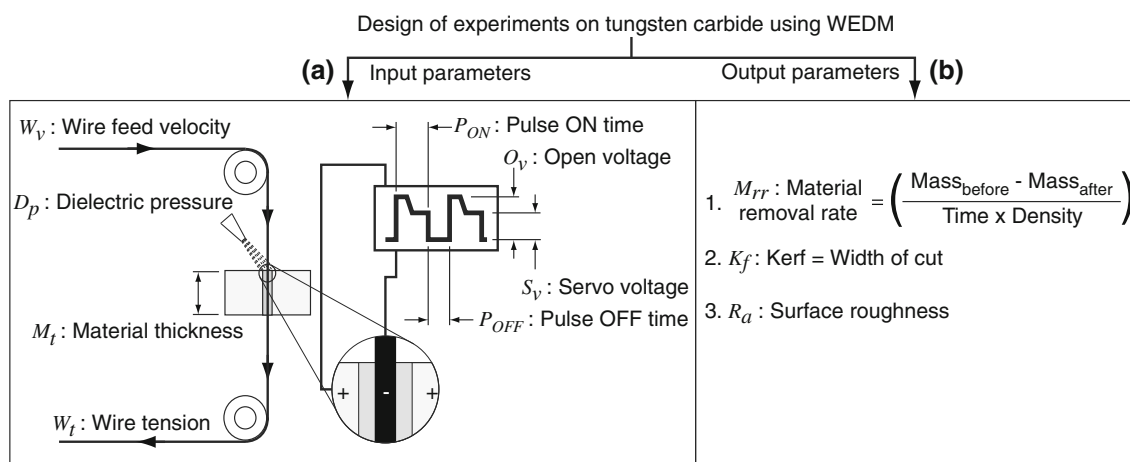 Design of experiments on tungsten carbide using WEDM
(a) Input parameters
Output parameters (b)
W_v : Wire feed velocity
D_p : Dielectric pressure
M_t : Material thickness
W_t : Wire tension
P_ON : Pulse ON time
O_v : Open voltage
S_v : Servo voltage
P_OFF : Pulse OFF time
+ - +
1. M_rr : Material removal rate = (Mass_before - Mass_after / Time x Density)
2. K_f : Kerf = Width of cut
3. R_a : Surface roughness